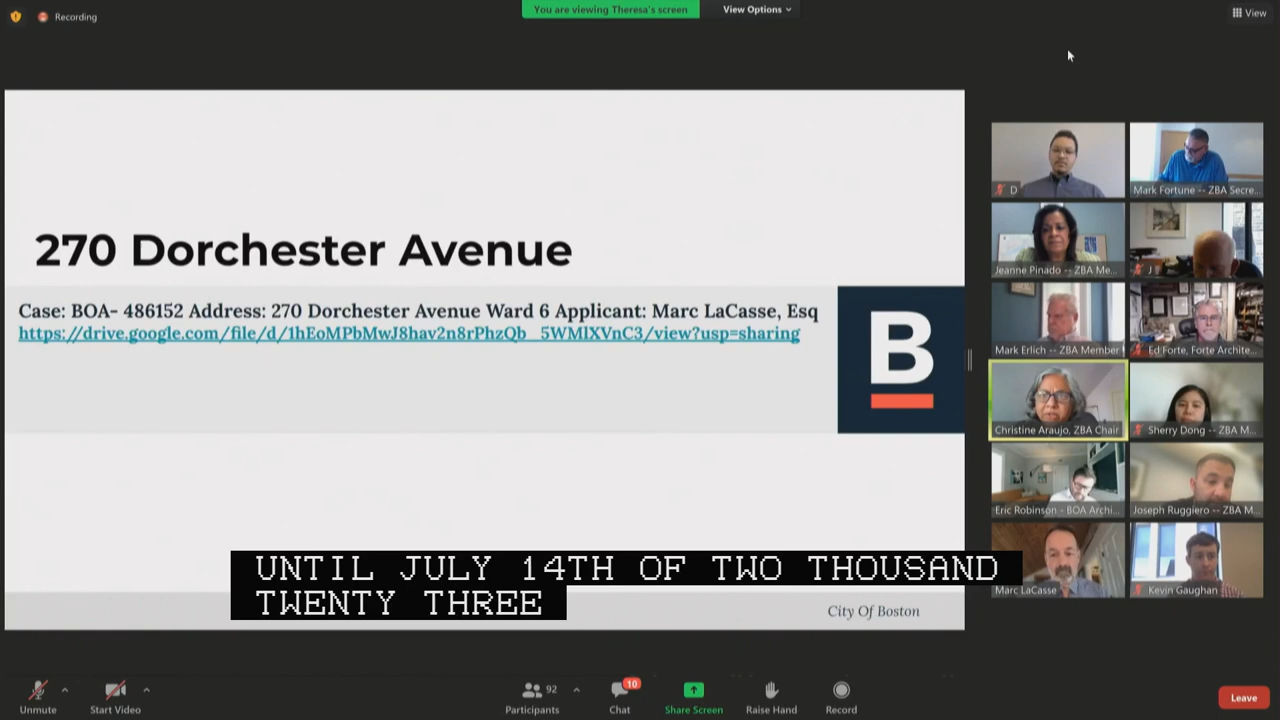 Recording
You are viewing Theresa's screen
View Options
View
270 Dorchester Avenue
Case: BOA- 486152 Address: 270 Dorchester Avenue Ward 6 Applicant: Marc LaCasse, Esq
https://drive.google.com/file/d/1hEoMPbMwJ8hav2n8rPhzQb_5WMlXVnC3/view?usp=sharing
B
City Of Boston
UNTIL JULY 14TH OF TWO THOUSAND
TWENTY THREE
D
Mark Fortune -- ZBA Secre...
Jeanne Pinado -- ZBA Me...
J
Mark Erlich -- ZBA Member
Ed Forte, Forte Archite...
Christine Araujo, ZBA Chair
Sherry Dong -- ZBA M...
Eric Robinson - BOA Archi...
Joseph Ruggiero -- ZBA M...
Marc LaCasse
Kevin Gaughan
Unmute
Start Video
92
Participants
10
Chat
Share Screen
Raise Hand
Record
Leave